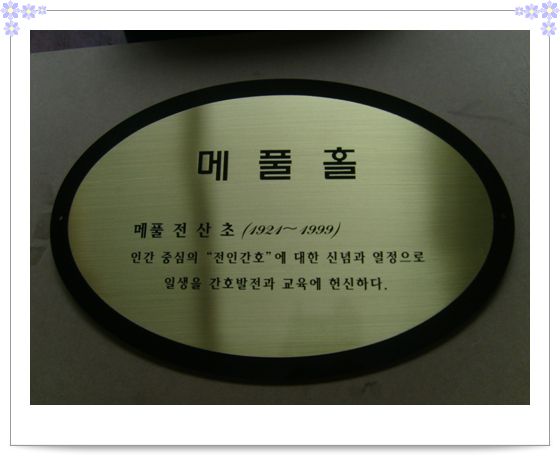 메풀홀
메풀 전산초 (1921~1999)
인간 중심의 "전인간호"에 대한 신념과 열정으로
일생을 간호발전과 교육에 헌신하다.